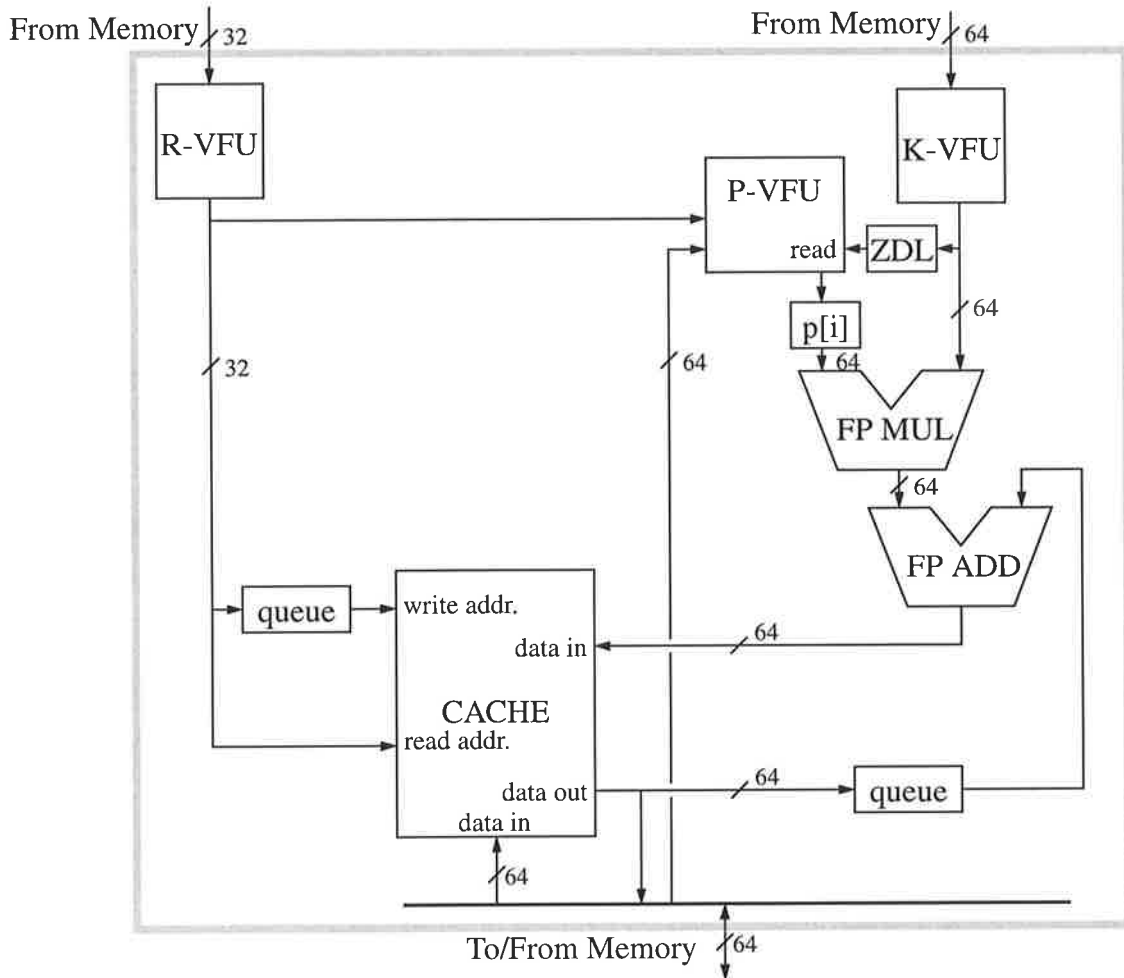 From Memory
32
From Memory
64
R-VFU
K-VFU
P-VFU
read
ZDL
64
p[i]
32
64
64
FP MUL
64
FP ADD
queue
write addr.
data in
64
CACHE
read addr.
data out
64
queue
data in
64
To/From Memory
64